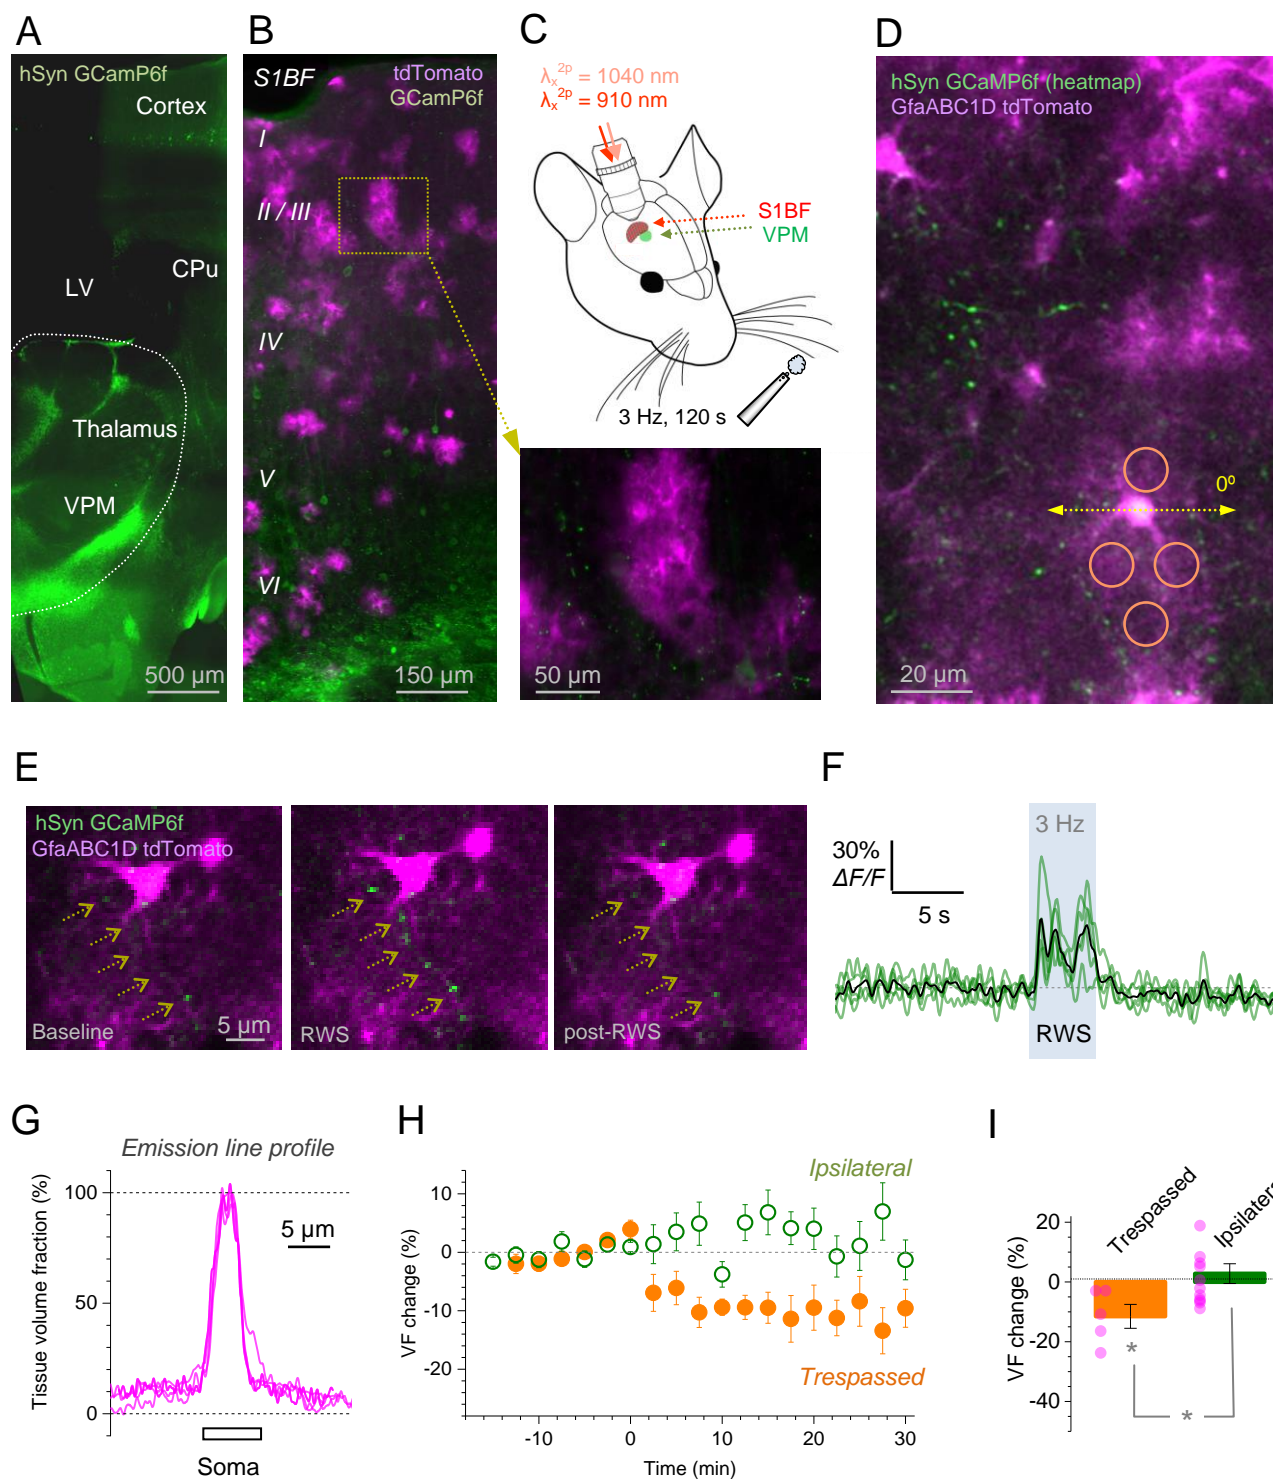 A
hSyn GCamP6f
Cortex
CPu
LV
Thalamus
VPM
500 µm
B
S1BF
tdTomato
GCamP6f
I
II / III
IV
V
VI
150 µm
C
λx2p = 1040 nm
λx2p = 910 nm
S1BF
VPM
3 Hz, 120 s
50 µm
D
hSyn GCaMP6f (heatmap)
GfaABC1D tdTomato
0º
20 µm
E
hSyn GCaMP6f
GfaABC1D tdTomato
Baseline
5 µm
RWS
post-RWS
F
3 Hz
30%
ΔF/F
5 s
RWS
G
Emission line profile
Tissue volume fraction (%)
100
50
0
5 µm
Soma
H
Ipsilateral
VF change (%)
10
0
-10
-20
Trespassed
-10
0
10
20
30
Time (min)
I
Trespassed
Ipsilatera
VF change (%)
20
0
-20
-40
*
*